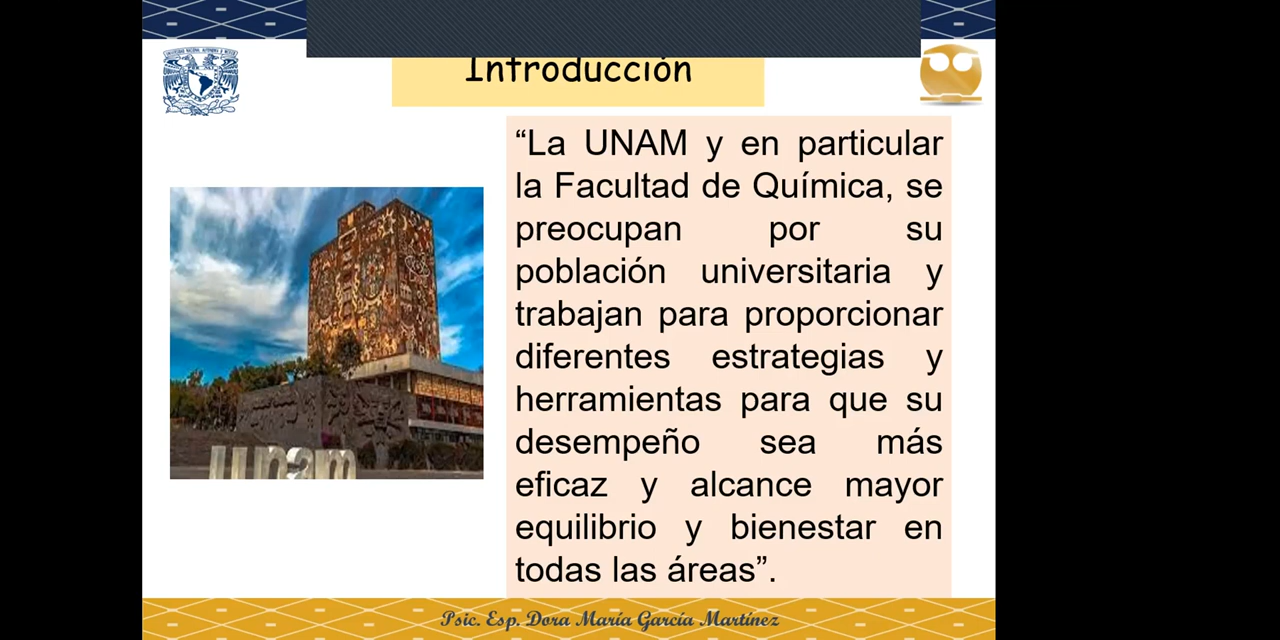 Introducción
“La UNAM y en particular
la Facultad de Química, se
preocupan por su
población universitaria y
trabajan para proporcionar
diferentes estrategias y
herramientas para que su
desempeño sea más
eficaz y alcance mayor
equilibrio y bienestar en
todas las áreas”.
unam
Psic. Esp. Dora María García Martínez